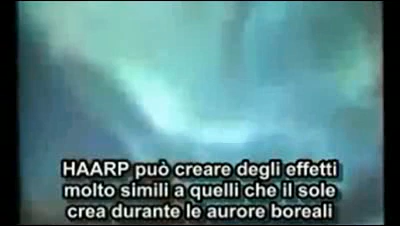 HAARP può creare degli effetti
molto simili a quelli che il sole
crea durante le aurore boreali